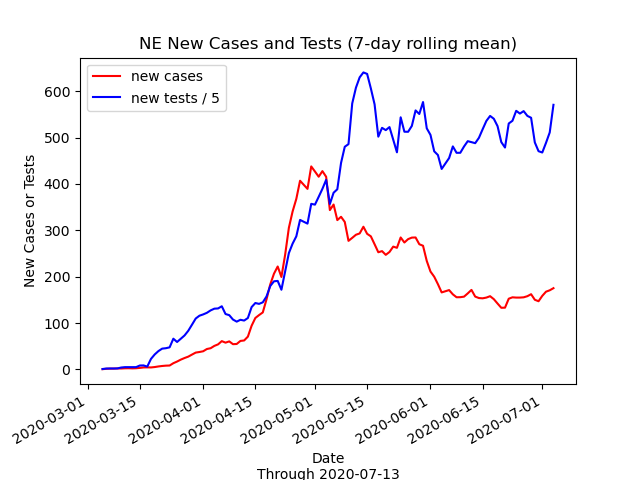 NE New Cases and Tests (7-day rolling mean)
new cases
new tests / 5
New Cases or Tests
600
500
400
300
200
100
0
2020-03-01
2020-03-15
2020-04-01
2020-04-15
2020-05-01
2020-05-15
2020-06-01
2020-06-15
2020-07-01
Date
Through 2020-07-13